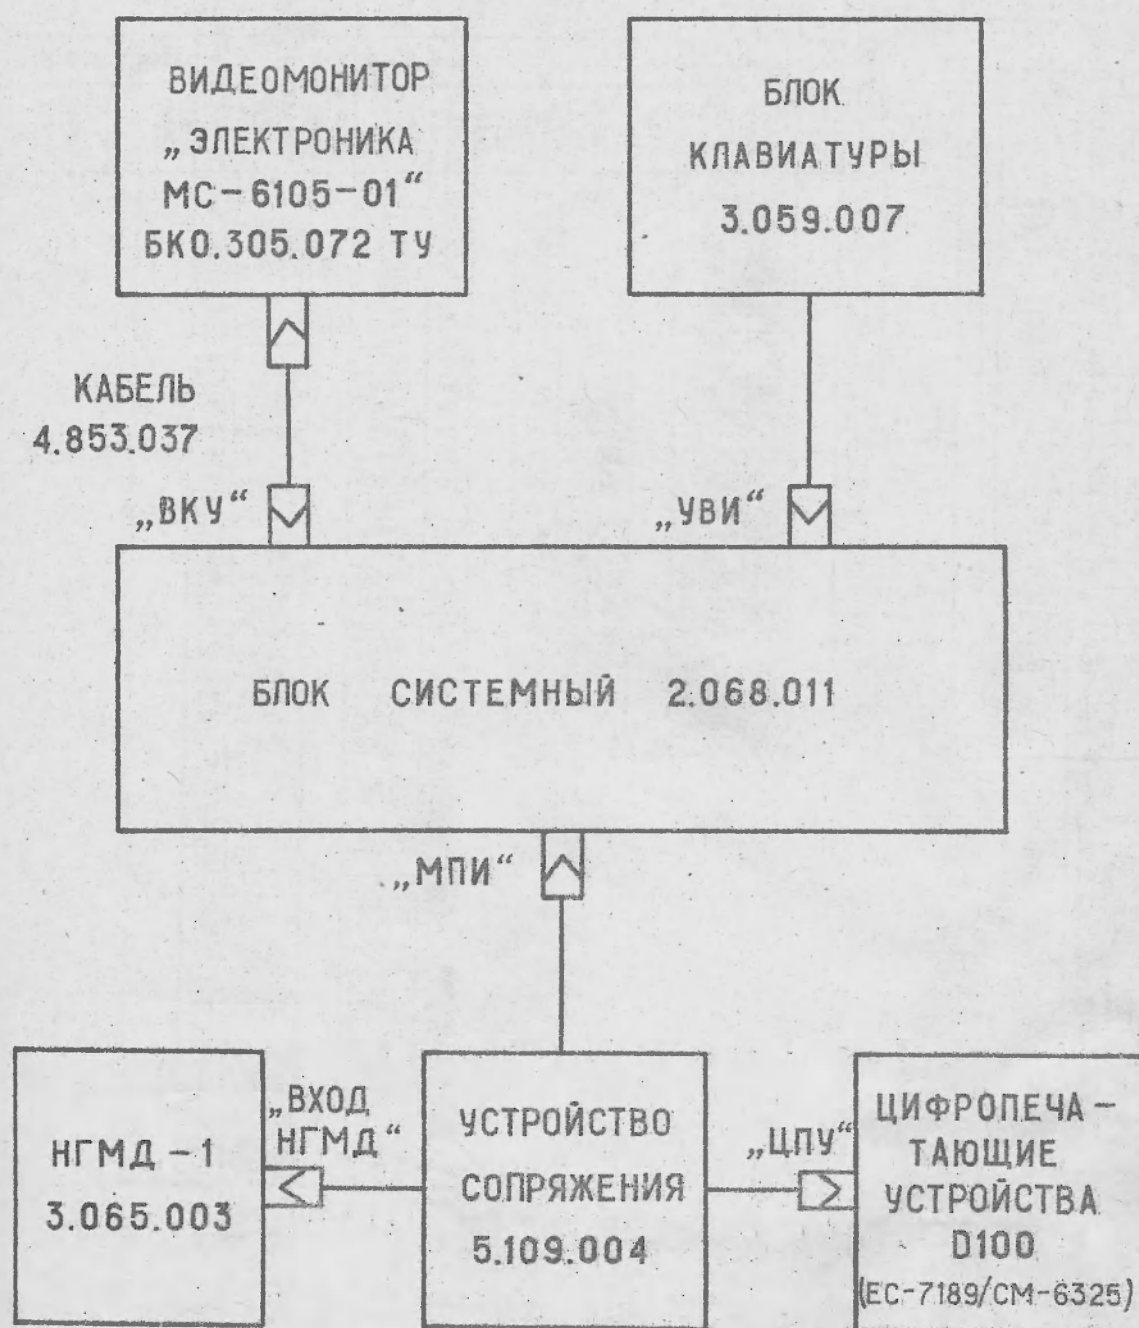 ВИДЕОМОНИТОР
„ЭЛЕКТРОНИКА
МС-6105-01“
БК0.305.072 ТУ
БЛОК
КЛАВИАТУРЫ
3.059.007
КАБЕЛЬ
4.853.037
„ВКУ“
„УВИ“
БЛОК СИСТЕМНЫЙ 2.068.011
„МПИ“
НГМД-1
3.065.003
„ВХОД
НГМД“
УСТРОЙСТВО
СОПРЯЖЕНИЯ
5.109.004
„ЦПУ“
ЦИФРОПЕЧА-
ТАЮЩИЕ
УСТРОЙСТВА
D100
(ЕС-7189/СМ-6325)